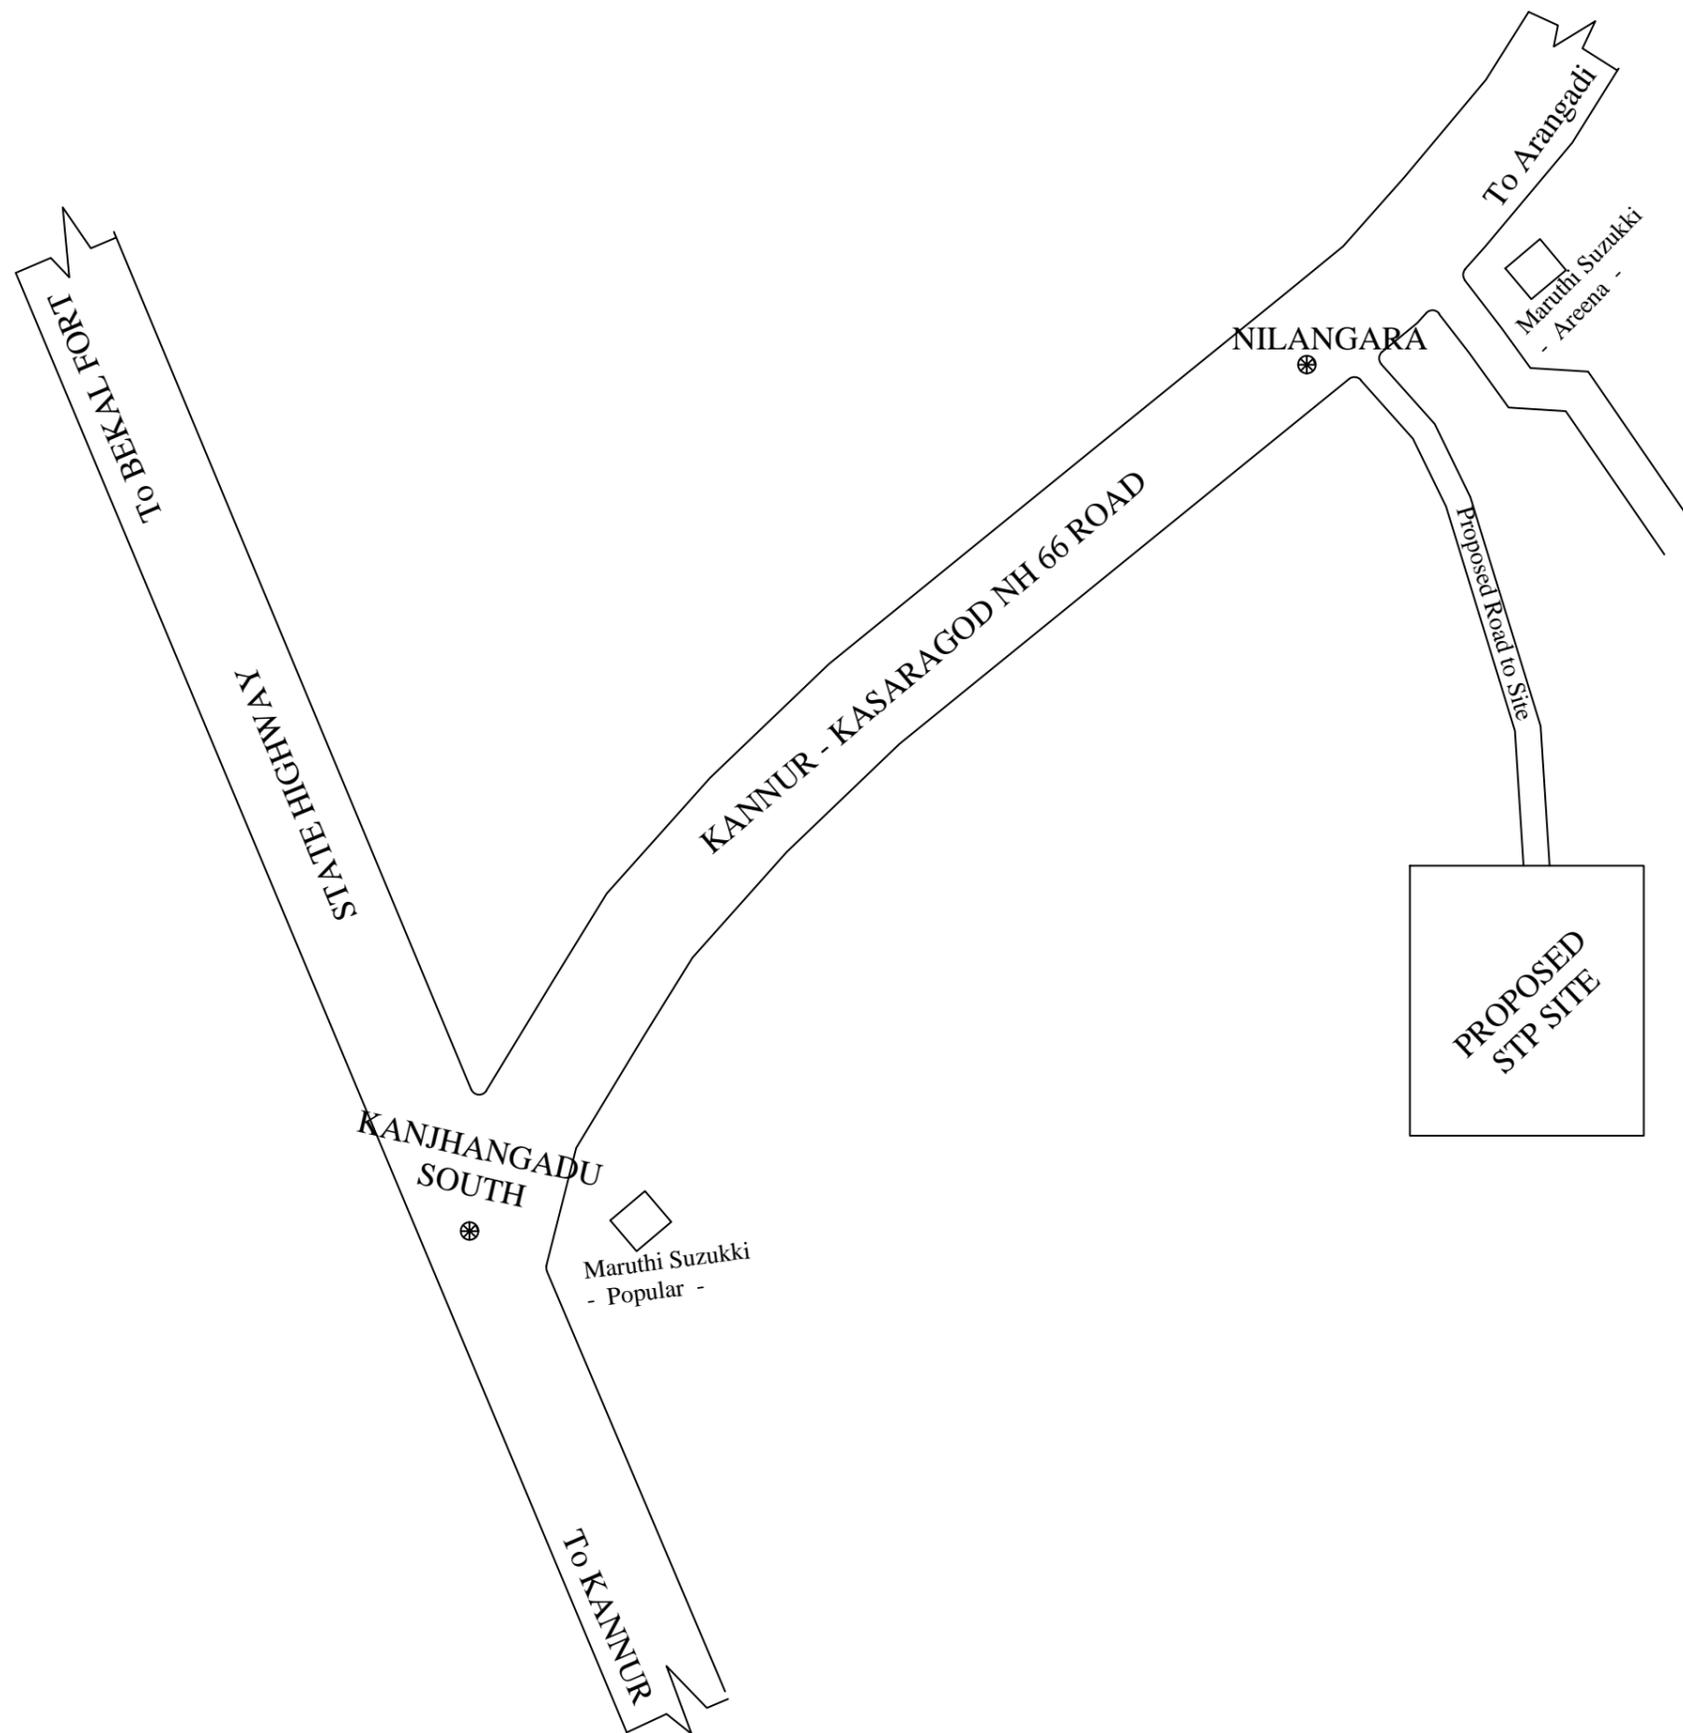 To Arangadi
Maruthi Suzukki
- Areena -
NILANGARA
To BEKAL FORT
KANNUR - KASARAGOD NH 66 ROAD
Proposed Road to Site
STATE HIGHWAY
PROPOSED
STP SITE
KANJHANGADU
SOUTH
Maruthi Suzukki
- Popular -
To KANNUR